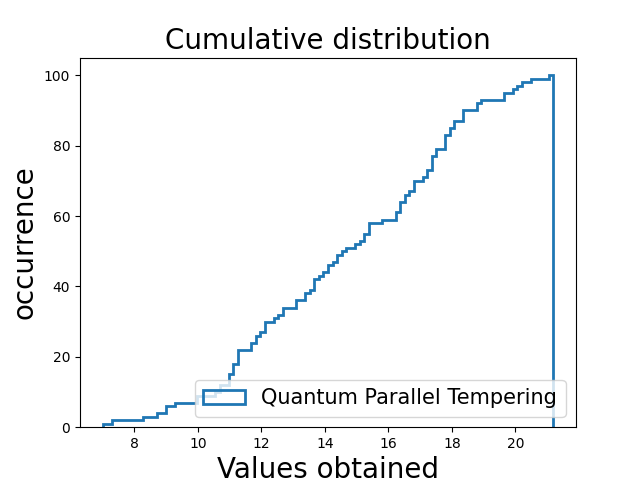 Cumulative distribution
100
80
60
40
20
0
occurrence
Quantum Parallel Tempering
8 10 12 14 16 18 20
Values obtained